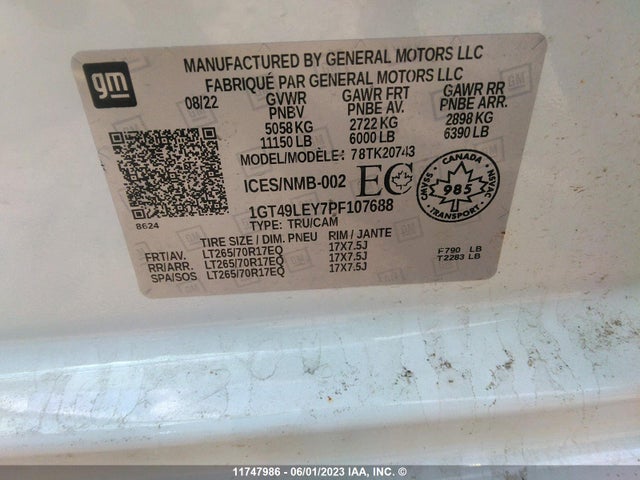 gm
MANUFACTURED BY GENERAL MOTORS LLC
FABRIQUÉ PAR GENERAL MOTORS LLC
08/22 GVWR GAWR FRT GAWR RR
PNBV PNBE AV. PNBE ARR.
5058 KG 2722 KG 2898 KG
11150 LB 6000 LB 6390 LB
MODEL/MODÈLE: 78TK20743
ICES/NMB-002 EC
CANADA
985
TRANSPORT
NSVAC
SVAMC
8624
1GT49LEY7PF107688
TYPE: TRU/CAM
TIRE SIZE / DIM. PNEU RIM / JANTE
FRT/AV. LT265/70R17EQ 17X7.5J
RR/ARR. LT265/70R17EQ 17X7.5J F790 LB
SPA/SOS LT265/70R17EQ 17X7.5J T2283 LB
11747986 - 06/01/2023 IAA, INC. ©